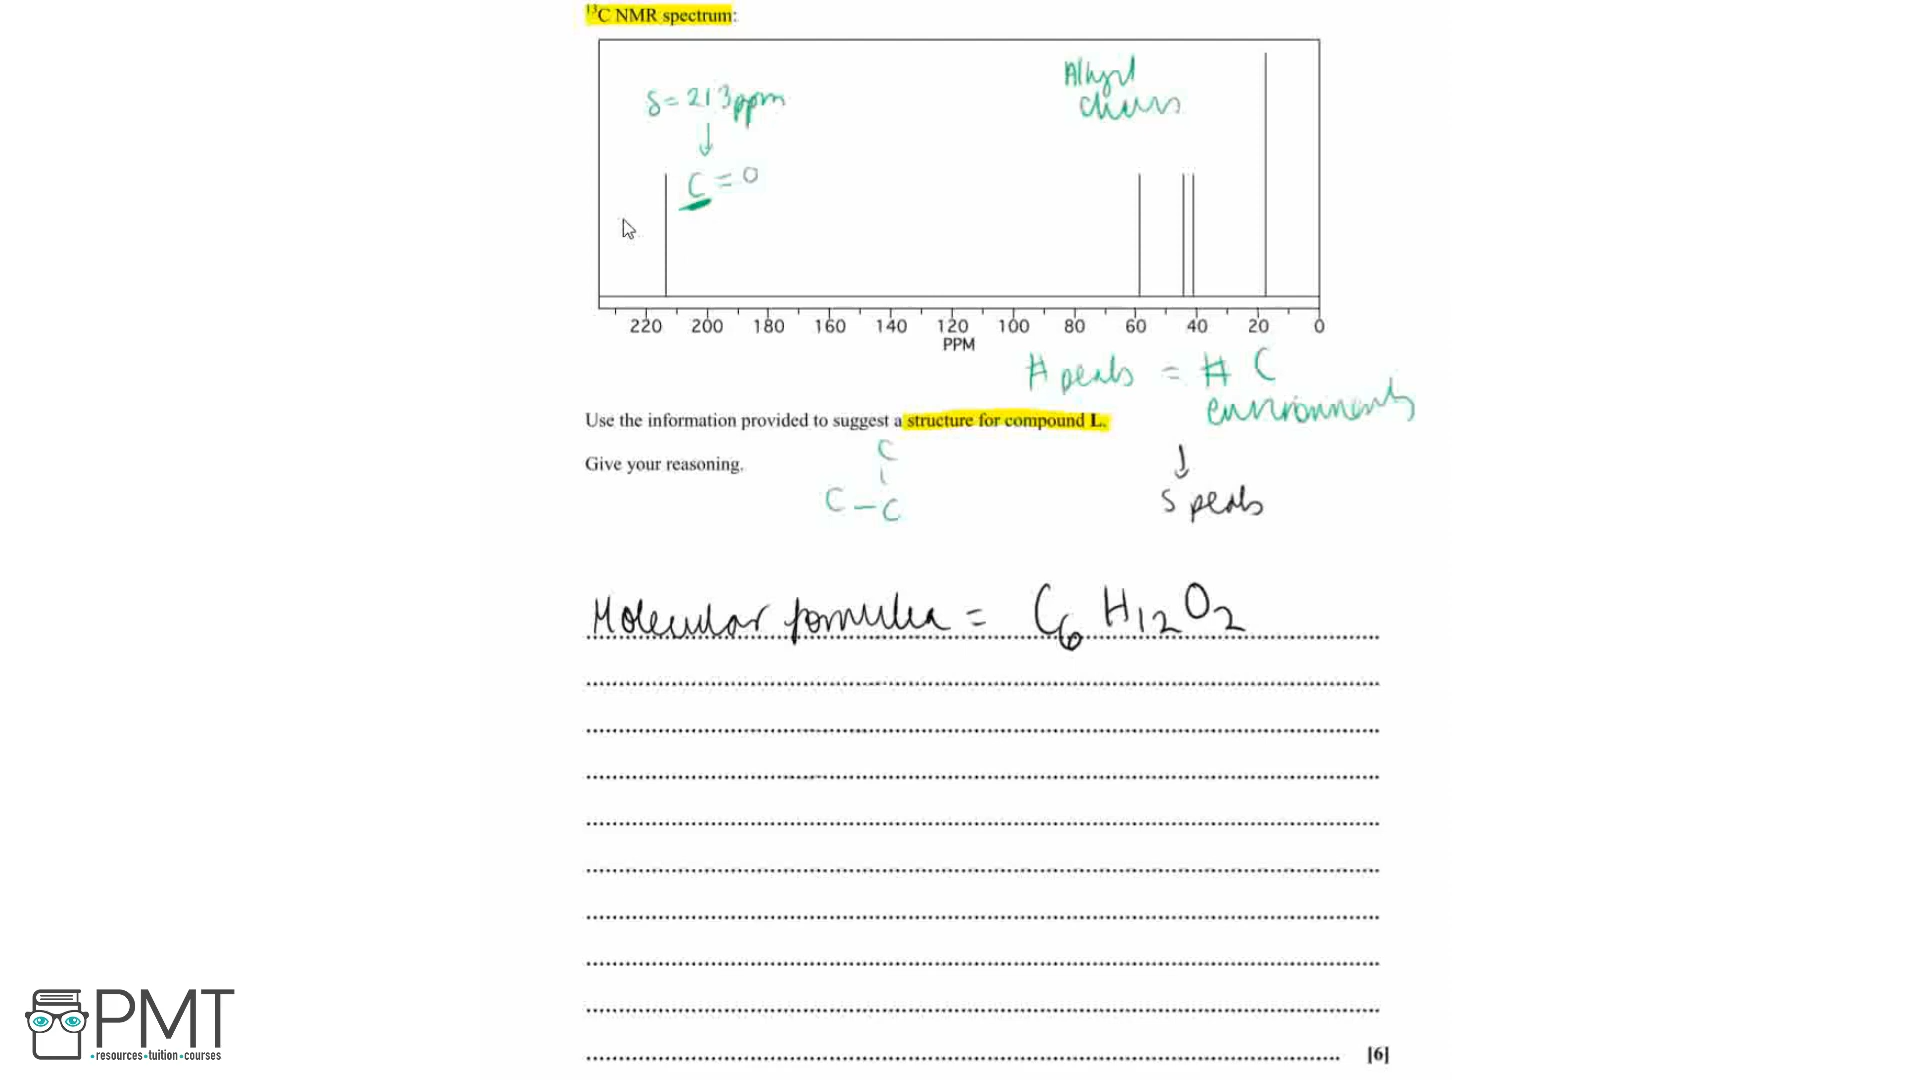 ¹³C NMR spectrum:
δ = 213ppm
↓
C = O
Alkyl
chains
220 200 180 160 140 120 100 80 60 40 20 0
PPM
# peaks = # C
environments
↓
5 peaks
Use the information provided to suggest a structure for compound L.
Give your reasoning.
C
C – C
Molecular formula = C₆H₁₂O₂
[6]
PMT
resources•tuition•courses